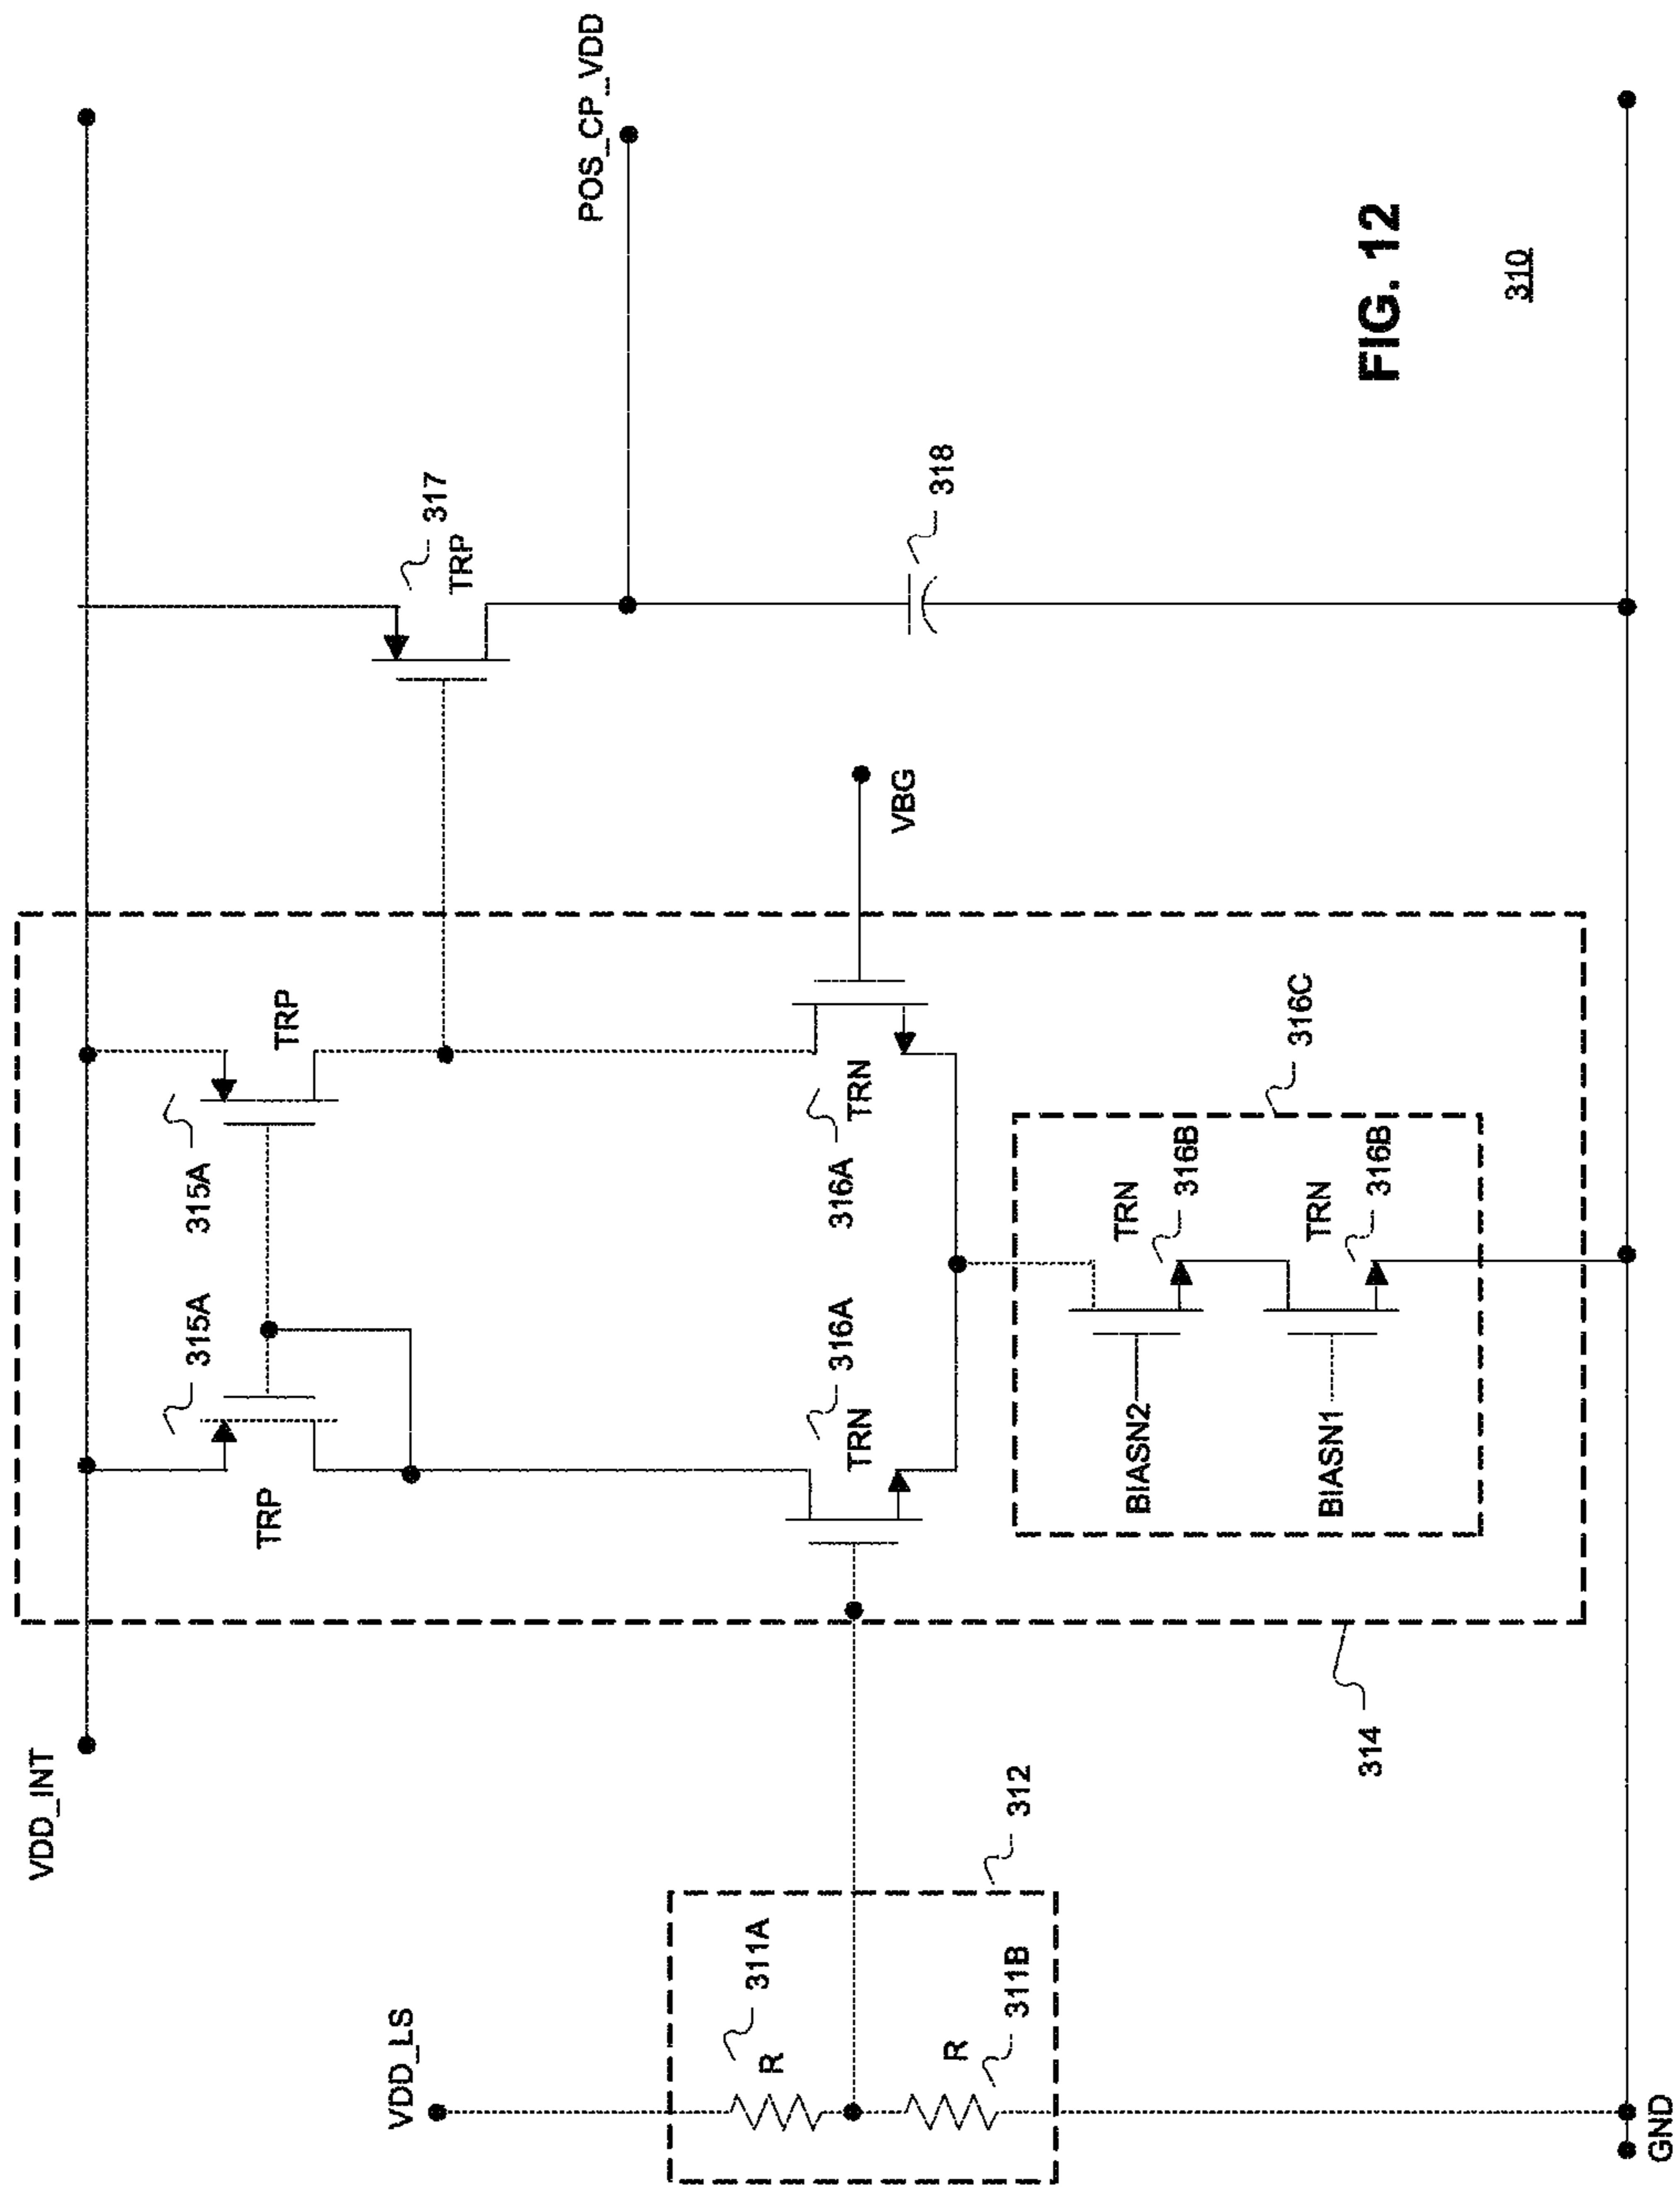 VDD_INT
VDD_LS
TRP
315A
315A
TRP
317
TRP
POS_CP_VDD
311A
R
312
R
311B
316A
TRN
316A
TRN
VBG
318
316C
BIASN2
TRN
316B
BIASN1
TRN
316B
314
GND
FIG. 12
310